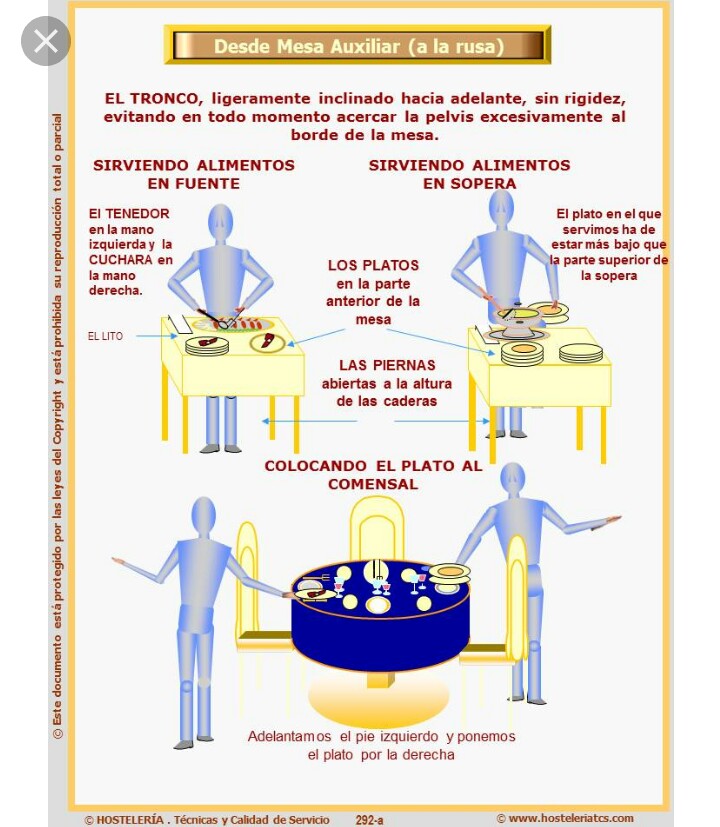 Desde Mesa Auxiliar (a la rusa)
EL TRONCO, ligeramente inclinado hacia adelante, sin rigidez,
evitando en todo momento acercar la pelvis excesivamente al
borde de la mesa.
SIRVIENDO ALIMENTOS
EN FUENTE
SIRVIENDO ALIMENTOS
EN SOPERA
El TENEDOR
en la mano
izquierda y la
CUCHARA en
la mano
derecha.
El plato en el que
servimos ha de
estar más bajo que
la parte superior de
la sopera
LOS PLATOS
en la parte
anterior de la
mesa
EL LITO
LAS PIERNAS
abiertas a la altura
de las caderas
COLOCANDO EL PLATO AL
COMENSAL
Adelantamos el pie izquierdo y ponemos
el plato por la derecha
© Este documento está protegido por las leyes del Copyright y está prohibida su reproducción total o parcial
© HOSTELERÍA . Técnicas y Calidad de Servicio 292-a © www.hosteleriatcs.com